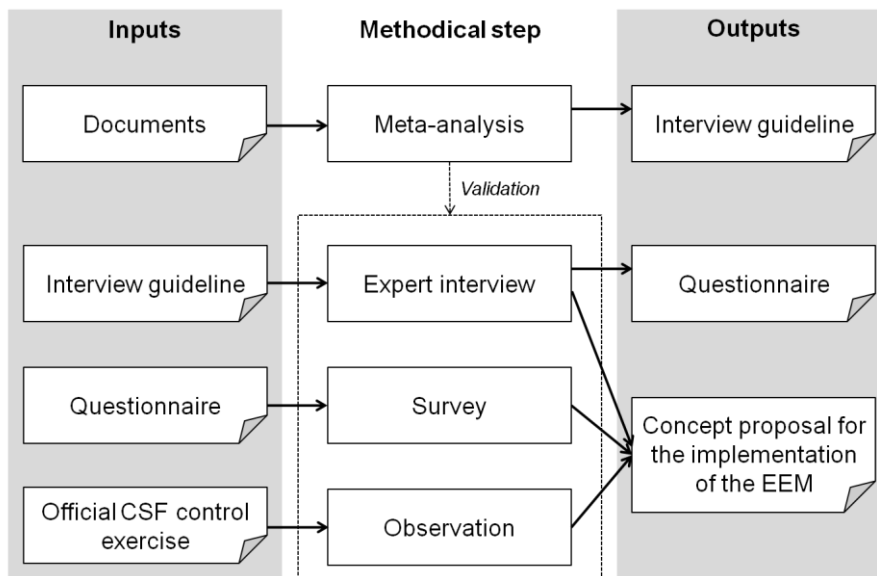 Inputs
Methodical step
Outputs
Documents
Meta-analysis
Interview guideline
Validation
Interview guideline
Expert interview
Questionnaire
Questionnaire
Survey
Concept proposal for
the implementation
of the EEM
Official CSF control
exercise
Observation